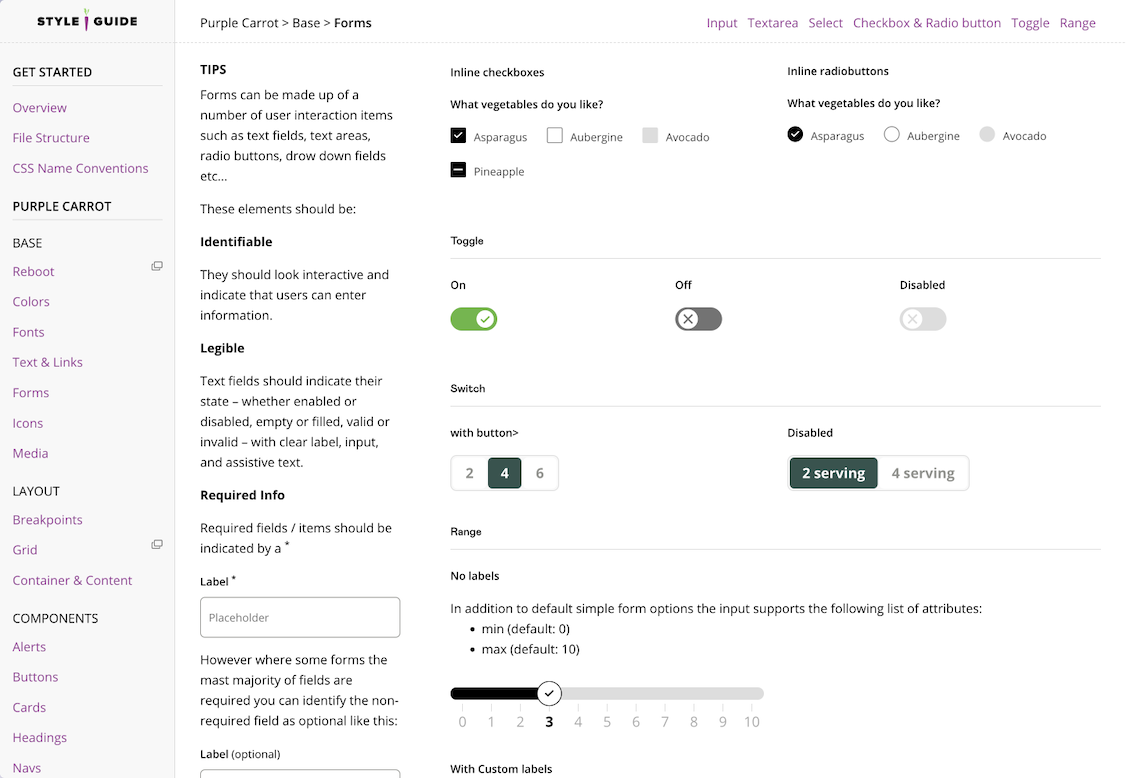 STYLE GUIDE
Purple Carrot > Base > Forms
Input Textarea Select Checkbox & Radio button Toggle Range
GET STARTED
Overview
File Structure
CSS Name Conventions
PURPLE CARROT
BASE
Reboot
Colors
Fonts
Text & Links
Forms
Icons
Media
LAYOUT
Breakpoints
Grid
Container & Content
COMPONENTS
Alerts
Buttons
Cards
Headings
Navs
TIPS
Forms can be made up of a
number of user interaction items
such as text fields, text areas,
radio buttons, drow down fields
etc...
These elements should be:
Identifiable
They should look interactive and
indicate that users can enter
information.
Legible
Text fields should indicate their
state – whether enabled or
disabled, empty or filled, valid or
invalid – with clear label, input,
and assistive text.
Required Info
Required fields / items should be
indicated by a *
Label *
Placeholder
However where some forms the
mast majority of fields are
required you can identify the non-
required field as optional like this:
Label (optional)
Inline checkboxes
What vegetables do you like?
Asparagus Aubergine Avocado
Pineapple
Inline radiobuttons
What vegetables do you like?
Asparagus Aubergine Avocado
Toggle
On Off Disabled
Switch
with button>
2 4 6
Disabled
2 serving 4 serving
Range
No labels
In addition to default simple form options the input supports the following list of attributes:
• min (default: 0)
• max (default: 10)
0 1 2 3 4 5 6 7 8 9 10
With Custom labels